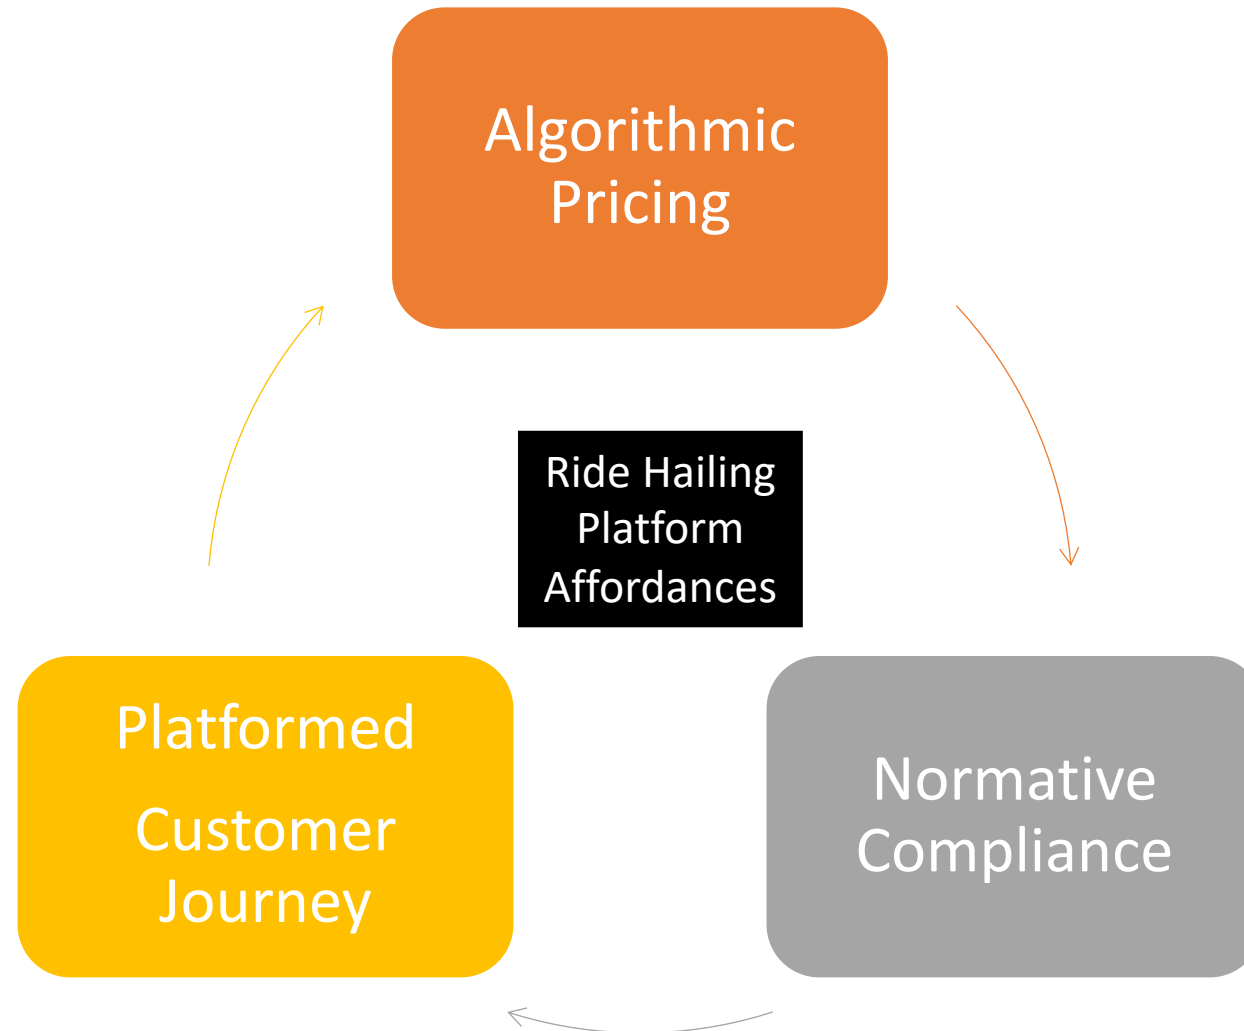 Algorithmic
Pricing
Ride Hailing
Platform
Affordances
Platformed
Customer
Journey
Normative
Compliance